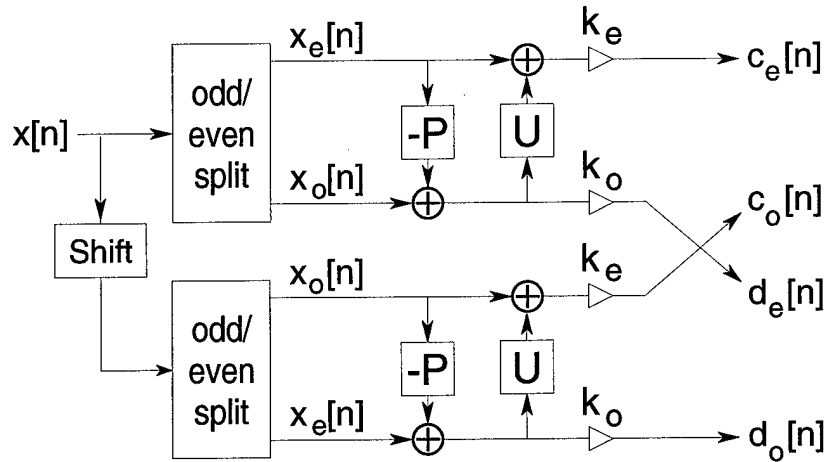 x[n]
Shift
odd/
even
split
x_e[n]
x_o[n]
-P
U
k_e
k_o
c_e[n]
c_o[n]
d_e[n]
odd/
even
split
x_o[n]
x_e[n]
-P
U
k_e
k_o
d_o[n]